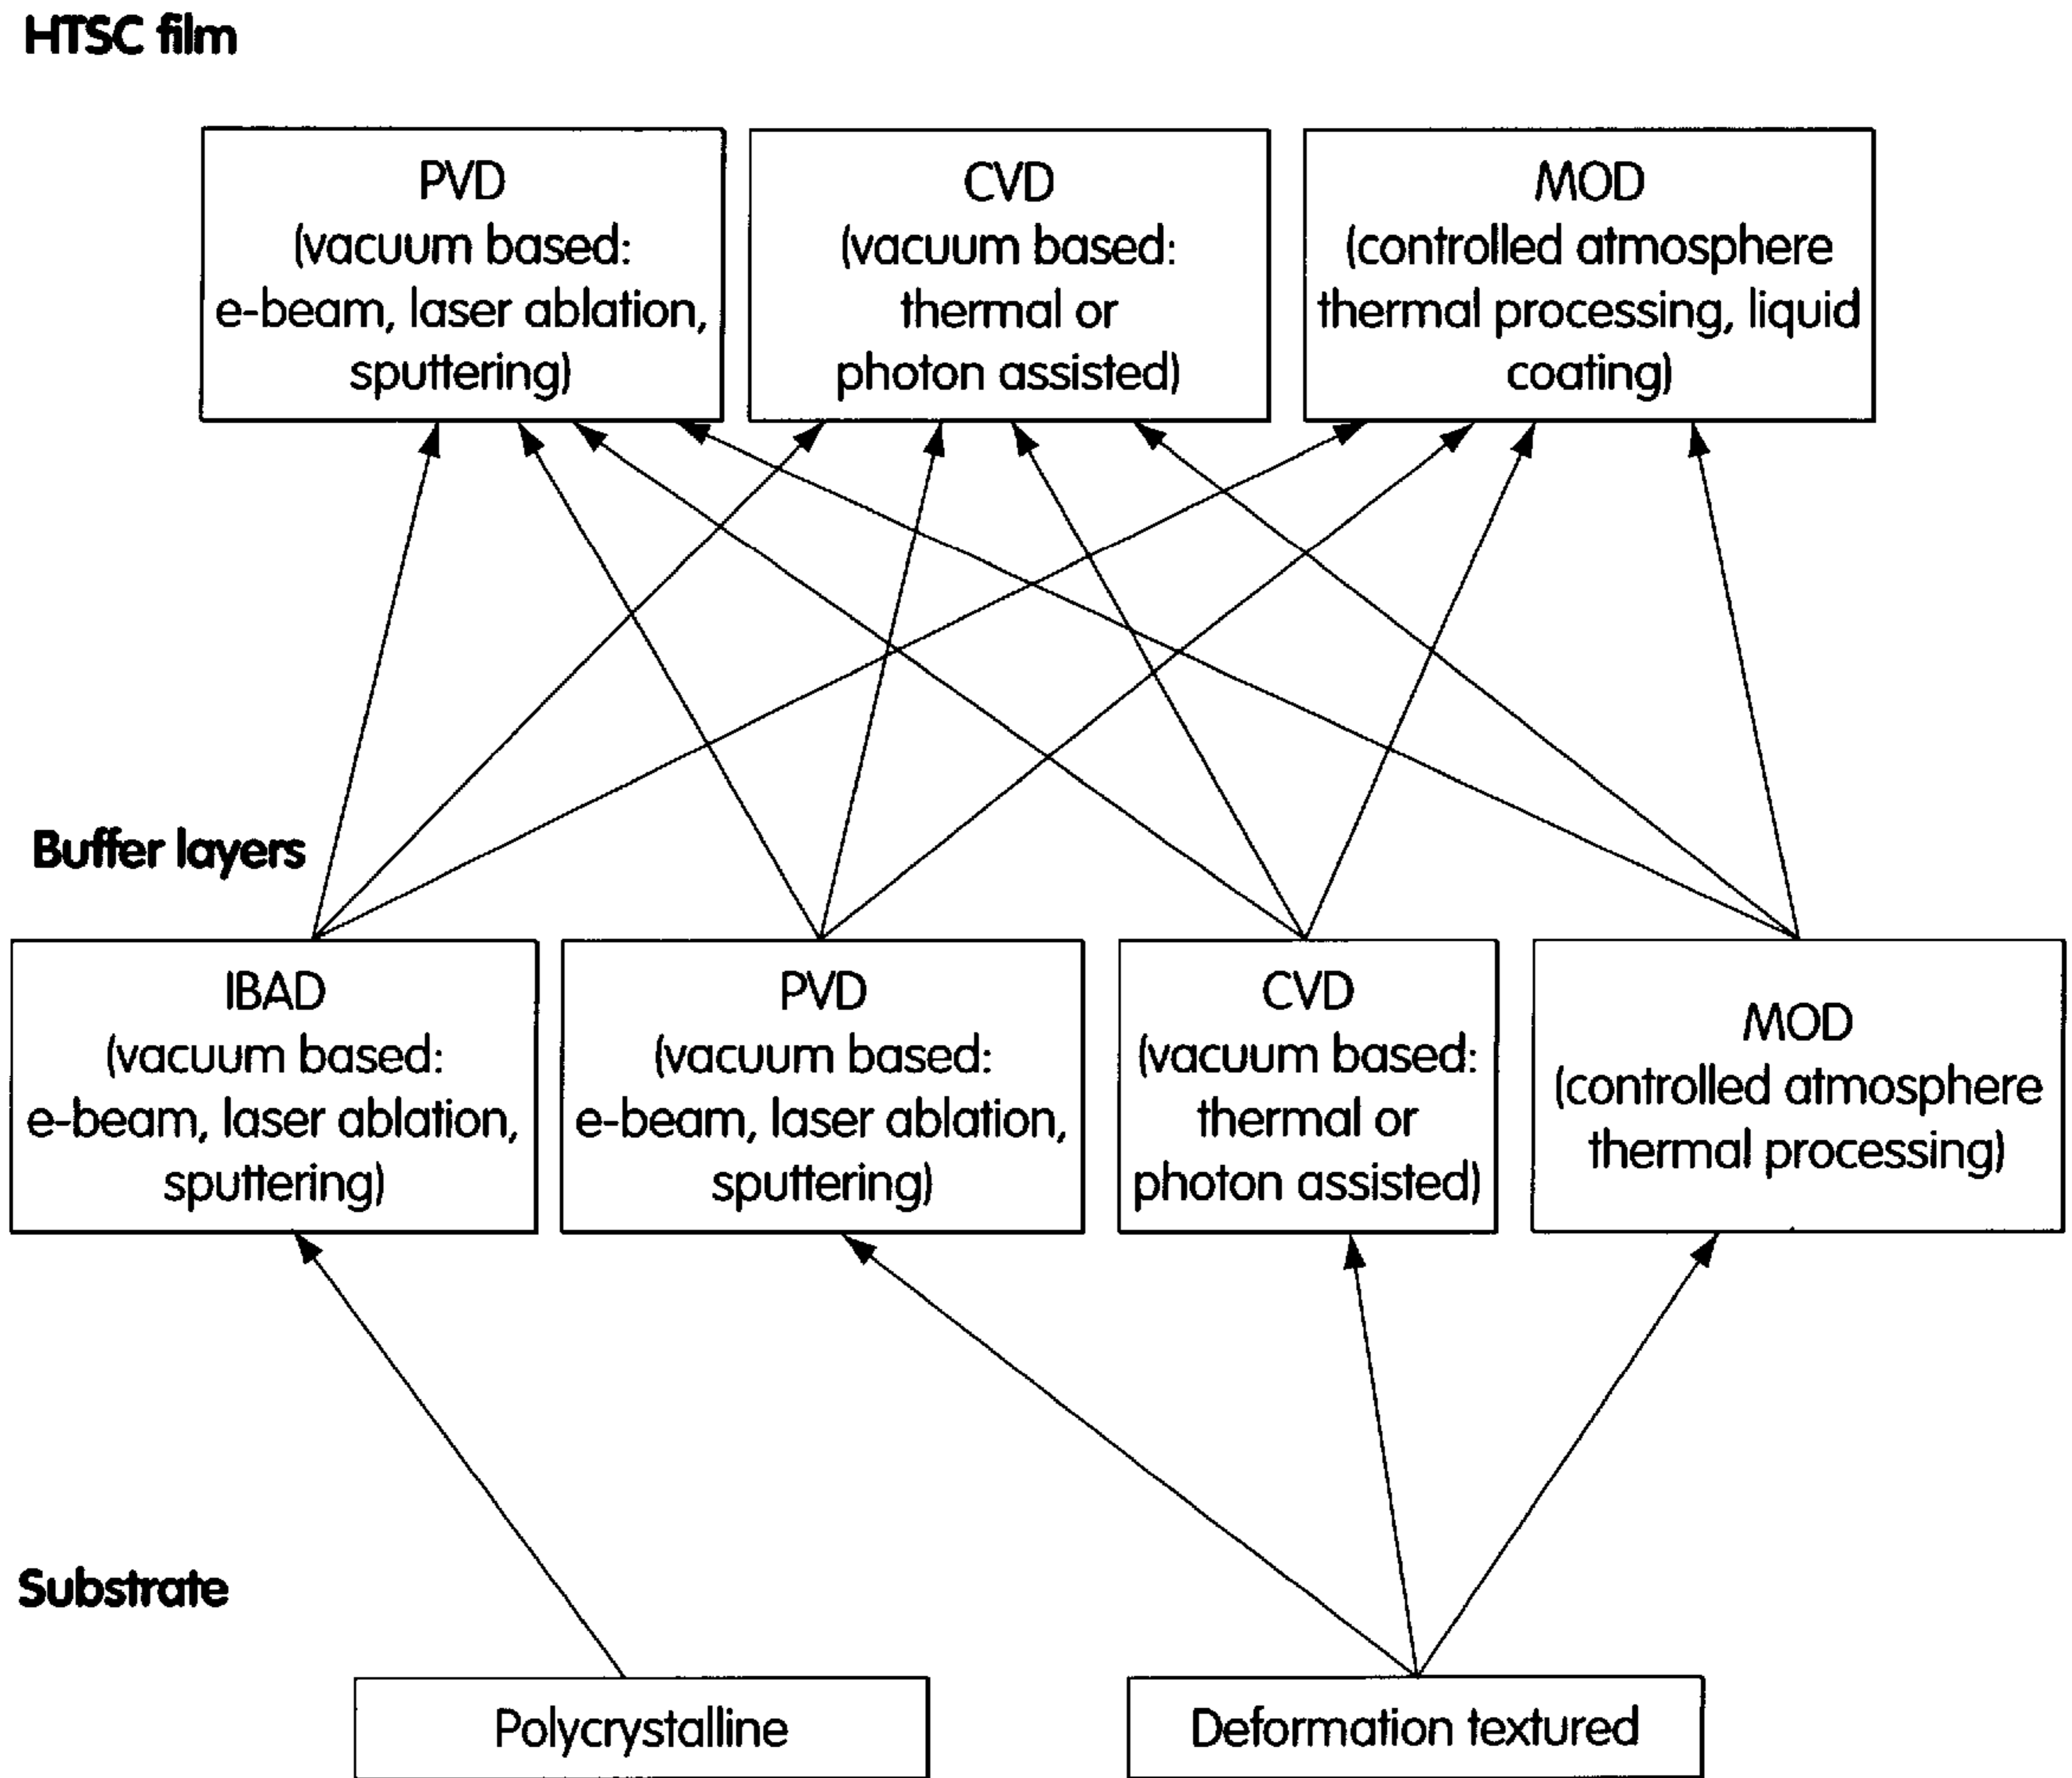 HTSC film
PVD
(vacuum based:
e-beam, laser ablation,
sputtering)
CVD
(vacuum based:
thermal or
photon assisted)
MOD
(controlled atmosphere
thermal processing, liquid
coating)
Buffer layers
IBAD
(vacuum based:
e-beam, laser ablation,
sputtering)
PVD
(vacuum based:
e-beam, laser ablation,
sputtering)
CVD
(vacuum based:
thermal or
photon assisted)
MOD
(controlled atmosphere
thermal processing)
Substrate
Polycrystalline
Deformation textured